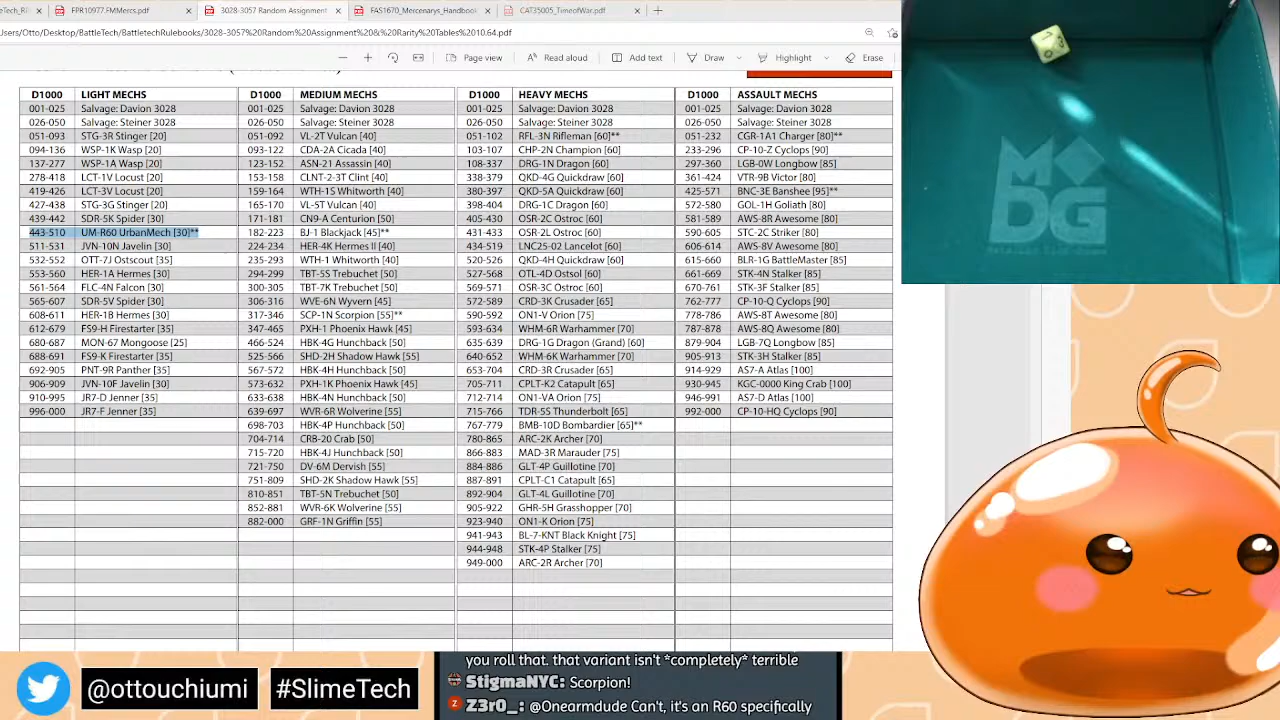 eTech_Ri
FPR10977.FMMercs.pdf
3028-3057 Random Assignment
FAS1670_Mercenarys_Handbook
CAT35005_TimeofWar.pdf
Users/Otto/Desktop/BattleTech/BattletechRulebooks/3028-3057%20Random%20Assignment%20&%20Rarity%20Tables%2010.64.pdf
Page view
Read aloud
Add text
Draw
Highlight
Erase
D1000 LIGHT MECHS D1000 MEDIUM MECHS D1000 HEAVY MECHS D1000 ASSAULT MECHS
001-025 Salvage: Davion 3028 001-025 Salvage: Davion 3028 001-025 Salvage: Davion 3028 001-025 Salvage: Davion 3028
026-050 Salvage: Steiner 3028 026-050 Salvage: Steiner 3028 026-050 Salvage: Steiner 3028 026-050 Salvage: Steiner 3028
051-093 STG-3R Stinger [20] 051-092 VL-2T Vulcan [40] 051-102 RFL-3N Rifleman [60]** 051-232 CGR-1A1 Charger [80]**
094-136 WSP-1K Wasp [20] 093-122 CDA-2A Cicada [40] 103-107 CHP-2N Champion [60] 233-296 CP-10-Z Cyclops [90]
137-277 WSP-1A Wasp [20] 123-152 ASN-21 Assassin [40] 108-337 DRG-1N Dragon [60] 297-360 LGB-0W Longbow [85]
278-418 LCT-1V Locust [20] 153-158 CLNT-2-3T Clint [40] 338-379 QKD-4G Quickdraw [60] 361-424 VTR-9B Victor [80]
419-426 LCT-3V Locust [20] 159-164 WTH-1S Whitworth [40] 380-397 QKD-5A Quickdraw [60] 425-571 BNC-3E Banshee [95]**
427-438 STG-3G Stinger [20] 165-170 VL-5T Vulcan [40] 398-404 DRG-1C Dragon [60] 572-580 GOL-1H Goliath [80]
439-442 SDR-5K Spider [30] 171-181 CN9-A Centurion [50] 405-430 OSR-2C Ostroc [60] 581-589 AWS-8R Awesome [80]
443-510 UM-R60 UrbanMech [30]** 182-223 BJ-1 Blackjack [45]** 431-433 OSR-2L Ostroc [60] 590-605 STC-2C Striker [80]
511-531 JVN-10N Javelin [30] 224-234 HER-4K Hermes II [40] 434-519 LNC25-02 Lancelot [60] 606-614 AWS-8V Awesome [80]
532-552 OTT-7J Ostscout [35] 235-293 WTH-1 Whitworth [40] 520-526 QKD-4H Quickdraw [60] 615-660 BLR-1G BattleMaster [85]
553-560 HER-1A Hermes [30] 294-299 TBT-5S Trebuchet [50] 527-568 OTL-4D Ostsol [60] 661-669 STK-4N Stalker [85]
561-564 FLC-4N Falcon [30] 300-305 TBT-7K Trebuchet [50] 569-571 OSR-3C Ostroc [60] 670-761 STK-3F Stalker [85]
565-607 SDR-5V Spider [30] 306-316 WVE-6N Wyvern [45] 572-589 CRD-3K Crusader [65] 762-777 CP-10-Q Cyclops [90]
608-611 HER-1B Hermes [30] 317-346 SCP-1N Scorpion [55]** 590-592 ON1-V Orion [75] 778-786 AWS-8T Awesome [80]
612-679 FS9-H Firestarter [35] 347-465 PXH-1 Phoenix Hawk [45] 593-634 WHM-6R Warhammer [70] 787-878 AWS-8Q Awesome [80]
680-687 MON-67 Mongoose [25] 466-524 HBK-4G Hunchback [50] 635-639 DRG-1G Dragon (Grand) [60] 879-904 LGB-7Q Longbow [85]
688-691 FS9-K Firestarter [35] 525-566 SHD-2H Shadow Hawk [55] 640-652 WHM-6K Warhammer [70] 905-913 STK-3H Stalker [85]
692-905 PNT-9R Panther [35] 567-572 HBK-4H Hunchback [50] 653-704 CRD-3R Crusader [65] 914-929 AS7-A Atlas [100]
906-909 JVN-10F Javelin [30] 573-632 PXH-1K Phoenix Hawk [45] 705-711 CPLT-K2 Catapult [65] 930-945 KGC-0000 King Crab [100]
910-995 JR7-D Jenner [35] 633-638 HBK-4N Hunchback [50] 712-714 ON1-VA Orion [75] 946-991 AS7-D Atlas [100]
996-000 JR7-F Jenner [35] 639-697 WVR-6R Wolverine [55] 715-766 TDR-5S Thunderbolt [65] 992-000 CP-10-HQ Cyclops [90]
698-703 HBK-4P Hunchback [50] 767-779 BMB-10D Bombardier [65]**
704-714 CRB-20 Crab [50] 780-865 ARC-2K Archer [70]
715-720 HBK-4J Hunchback [50] 866-883 MAD-3R Marauder [75]
721-750 DV-6M Dervish [55] 884-886 GLT-4P Guillotine [70]
751-809 SHD-2K Shadow Hawk [55] 887-891 CPLT-C1 Catapult [65]
810-851 TBT-5N Trebuchet [50] 892-904 GLT-4L Guillotine [70]
852-881 WVR-6K Wolverine [55] 905-922 GHR-5H Grasshopper [70]
882-000 GRF-1N Griffin [55] 923-940 ON1-K Orion [75]
941-943 BL-7-KNT Black Knight [75]
944-948 STK-4P Stalker [75]
949-000 ARC-2R Archer [70]
MDG
@ottouchiumi
#SlimeTech
you roll that. that variant isn't *completely* terrible
StigmaNYC: Scorpion!
Z3r0_: @Onearmdude Can't, it's an R60 specifically